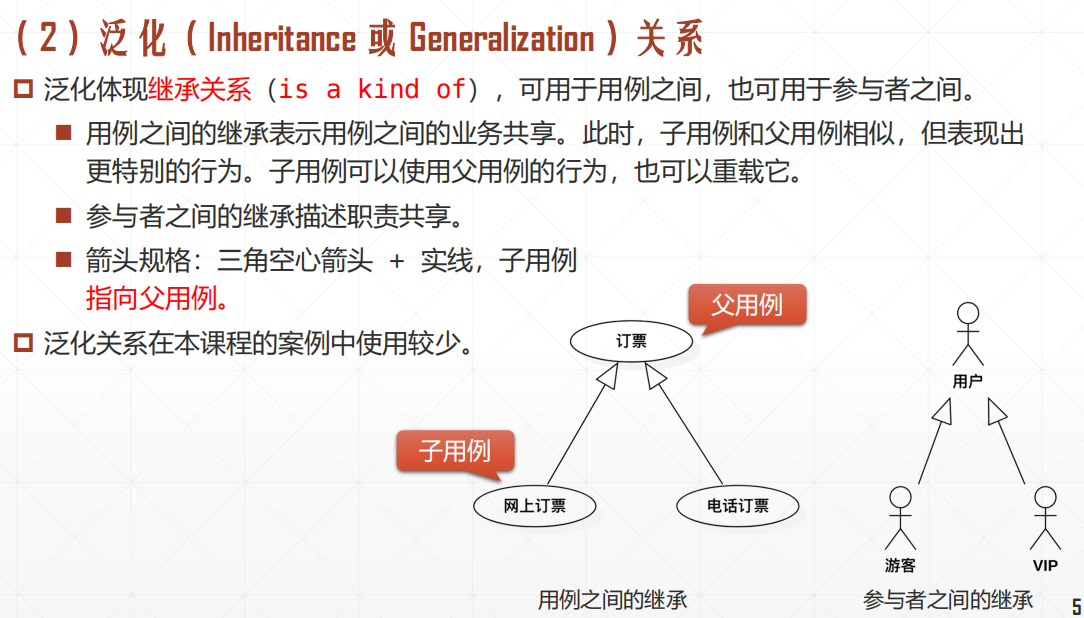 （2）泛化（Inheritance 或 Generalization）关系
泛化体现继承关系（is a kind of），可用于用例之间，也可用于参与者之间。
用例之间的继承表示用例之间的业务共享。此时，子用例和父用例相似，但表现出
更特别的行为。子用例可以使用父用例的行为，也可以重载它。
参与者之间的继承描述职责共享。
箭头规格：三角空心箭头 + 实线，子用例
指向父用例。
泛化关系在本课程的案例中使用较少。
父用例
订票
用户
子用例
网上订票
电话订票
游客
VIP
用例之间的继承
参与者之间的继承
5